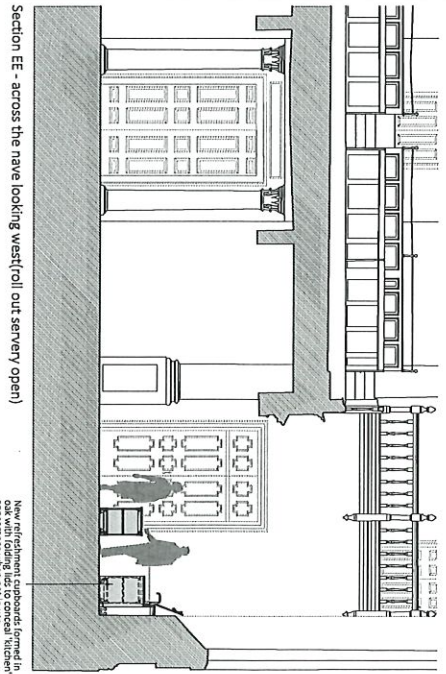 Section EE - across the nave looking west(roll out servery open)
New refreshment cupboards formed in
oak with folding lids to conceal 'kitchen'